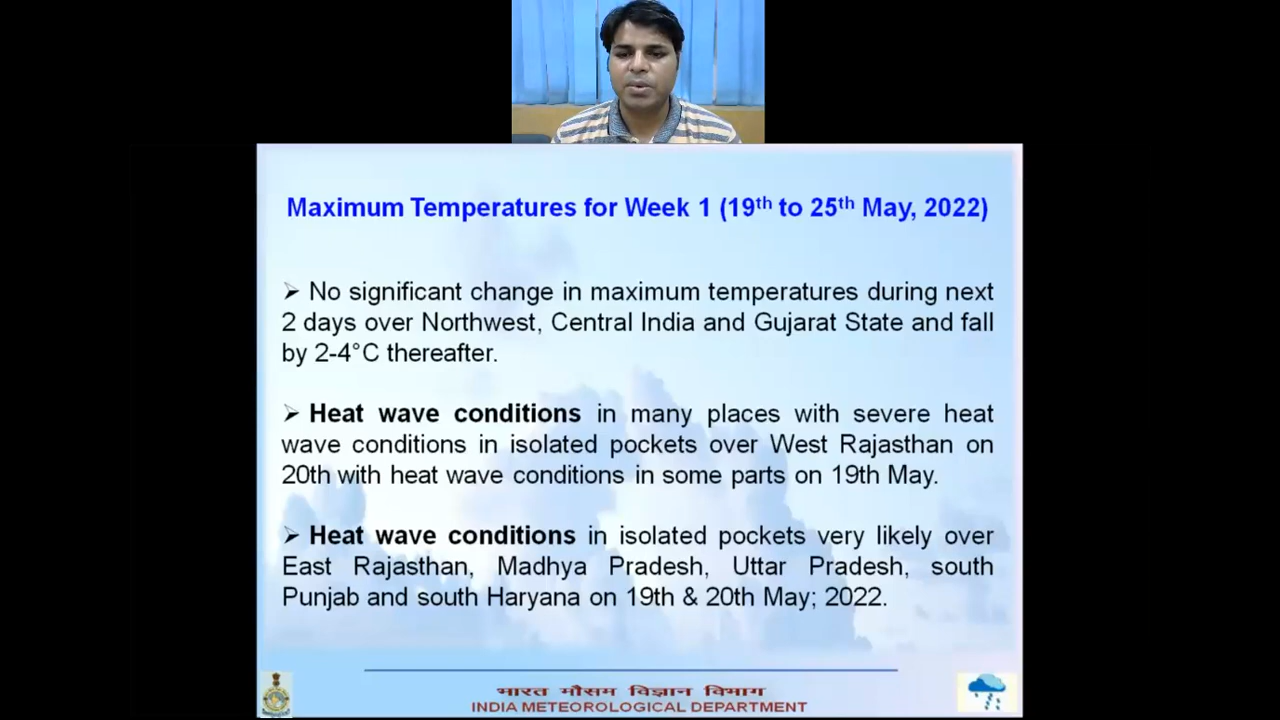 Maximum Temperatures for Week 1 (19th to 25th May, 2022)
➢ No significant change in maximum temperatures during next
2 days over Northwest, Central India and Gujarat State and fall
by 2-4°C thereafter.
➢ Heat wave conditions in many places with severe heat
wave conditions in isolated pockets over West Rajasthan on
20th with heat wave conditions in some parts on 19th May.
➢ Heat wave conditions in isolated pockets very likely over
East Rajasthan, Madhya Pradesh, Uttar Pradesh, south
Punjab and south Haryana on 19th & 20th May; 2022.
भारत मौसम विज्ञान विभाग
INDIA METEOROLOGICAL DEPARTMENT